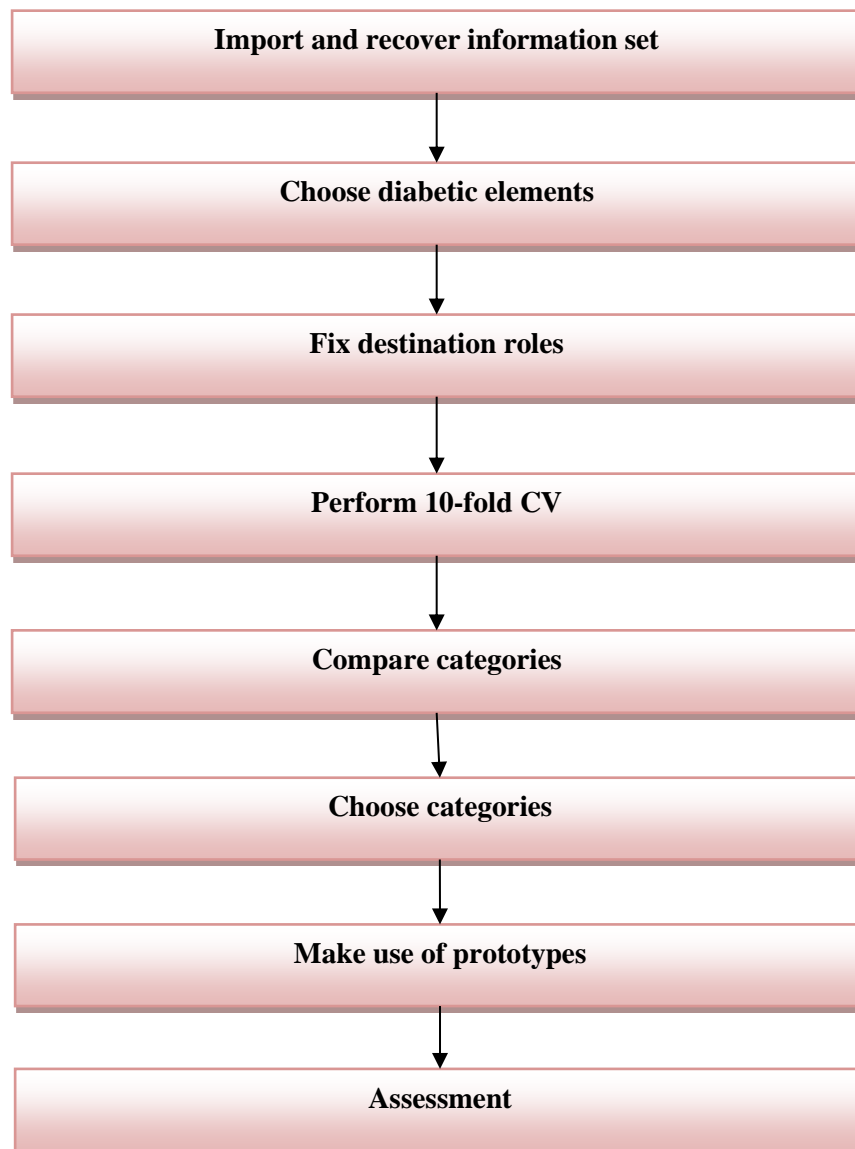 Import and recover information set
Choose diabetic elements
Fix destination roles
Perform 10-fold CV
Compare categories
Choose categories
Make use of prototypes
Assessment